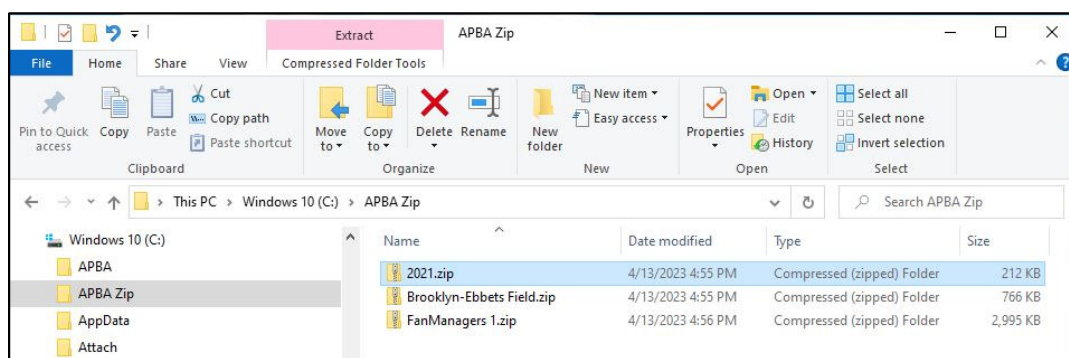 Extract APBA Zip
File Home Share View Compressed Folder Tools
Pin to Quick access
Copy
Paste
Cut
Copy path
Paste shortcut
Clipboard
Move to
Copy to
Delete
Rename
Organize
New folder
New item
Easy access
New
Properties
Open
Edit
History
Open
Select all
Select none
Invert selection
Select
This PC > Windows 10 (C:) > APBA Zip
Search APBA Zip
Windows 10 (C:)
APBA
APBA Zip
AppData
Attach
Name Date modified Type Size
2021.zip 4/13/2023 4:55 PM Compressed (zipped) Folder 212 KB
Brooklyn-Ebbets Field.zip 4/13/2023 4:55 PM Compressed (zipped) Folder 766 KB
FanManagers 1.zip 4/13/2023 4:56 PM Compressed (zipped) Folder 2,995 KB